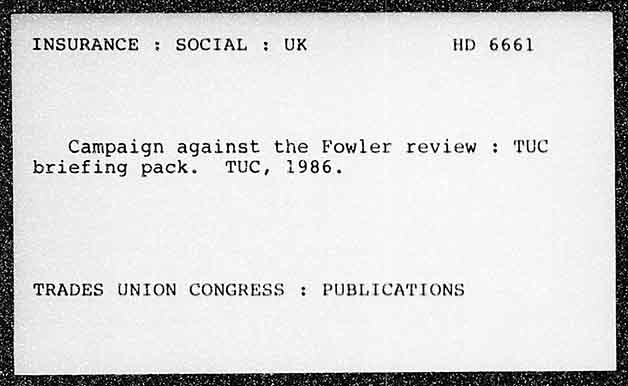 INSURANCE : SOCIAL : UK HD 6661
Campaign against the Fowler review : TUC
briefing pack. TUC, 1986.
TRADES UNION CONGRESS : PUBLICATIONS